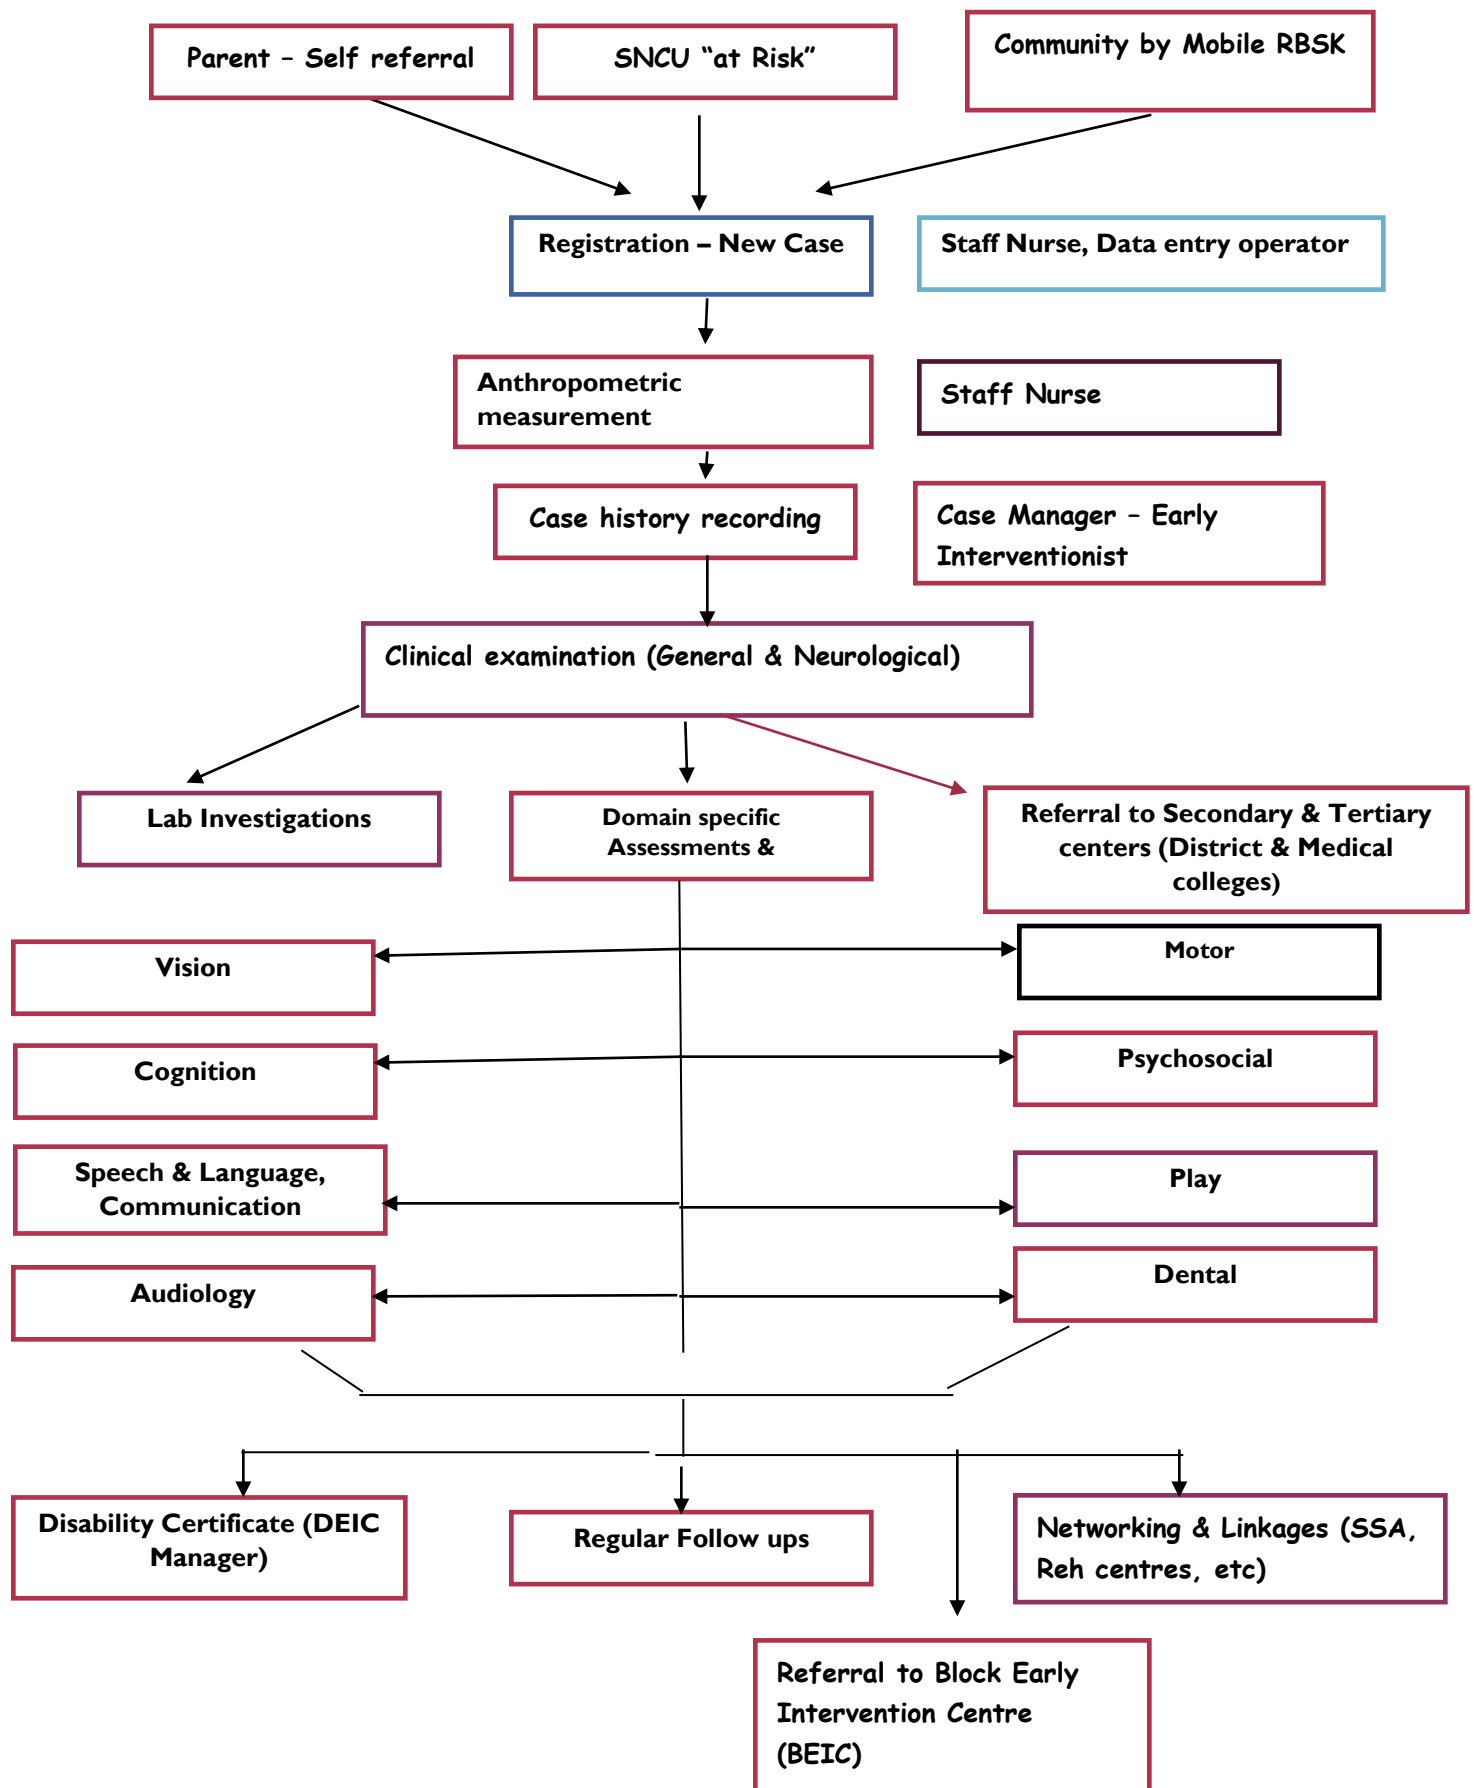 Parent – Self referral
SNCU “at Risk”
Community by Mobile RBSK
Registration – New Case
Staff Nurse, Data entry operator
Anthropometric
measurement
Staff Nurse
Case history recording
Case Manager – Early
Interventionist
Clinical examination (General & Neurological)
Lab Investigations
Domain specific
Assessments &
Referral to Secondary & Tertiary
centers (District & Medical
colleges)
Vision
Motor
Cognition
Psychosocial
Speech & Language,
Communication
Play
Audiology
Dental
Disability Certificate (DEIC
Manager)
Regular Follow ups
Networking & Linkages (SSA,
Reh centres, etc)
Referral to Block Early
Intervention Centre
(BEIC)